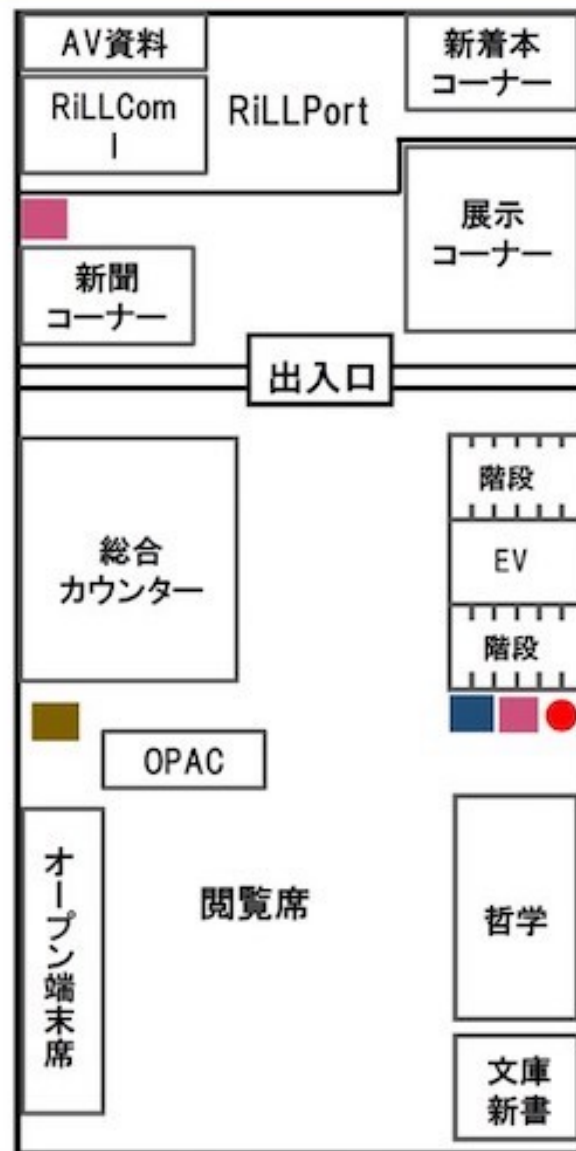 AV資料
RiLLCom
I
RiLLPort
新着本
コーナー
展示
コーナー
新聞
コーナー
出入口
総合
カウンター
階段
EV
階段
OPAC
オープン端末席
閲覧席
哲学
文庫
新書